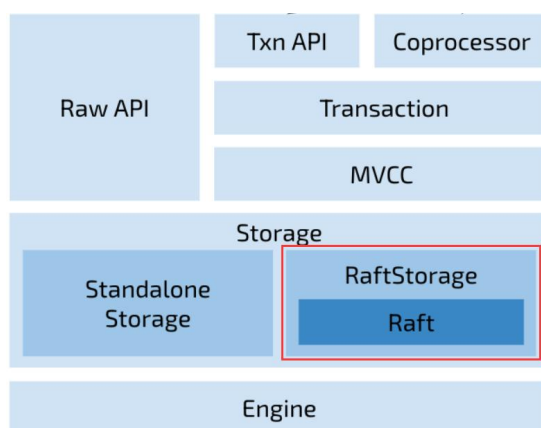 Txn API
Coprocessor
Raw API
Transaction
MVCC
Storage
Standalone
Storage
RaftStorage
Raft
Engine